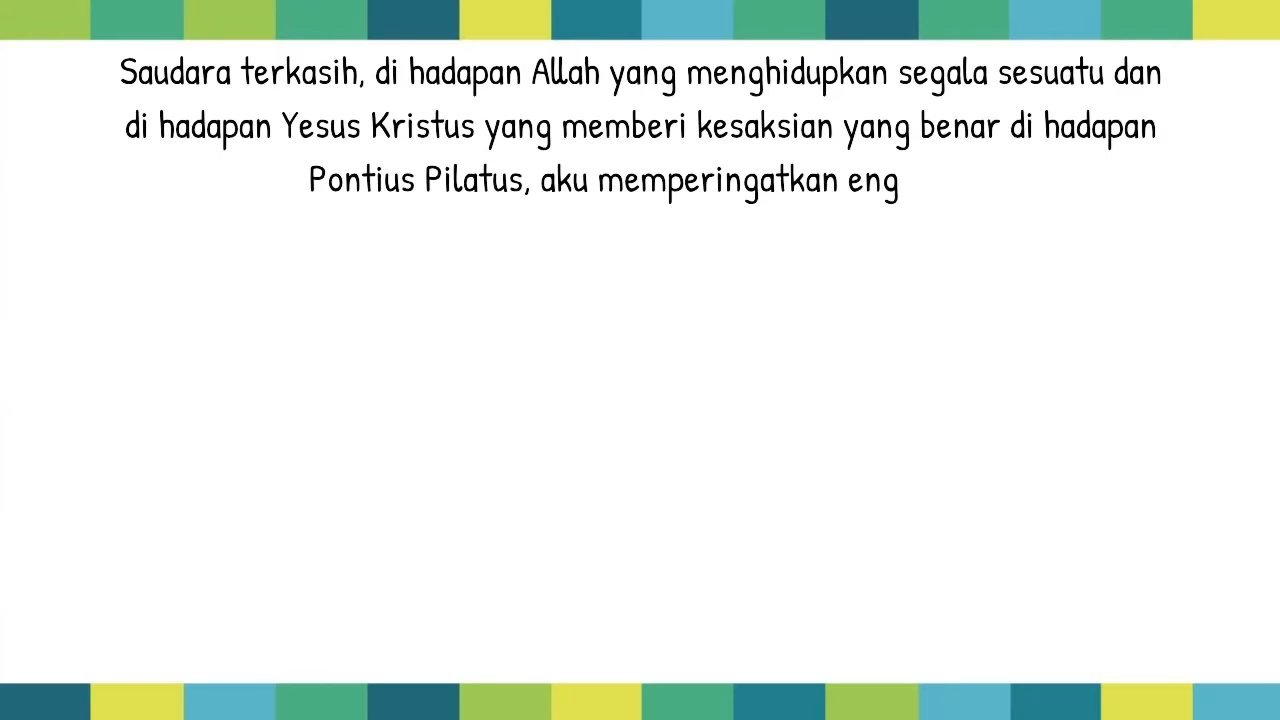 Saudara terkasih, di hadapan Allah yang menghidupkan segala sesuatu dan
di hadapan Yesus Kristus yang memberi kesaksian yang benar di hadapan
Pontius Pilatus, aku memperingatkan eng